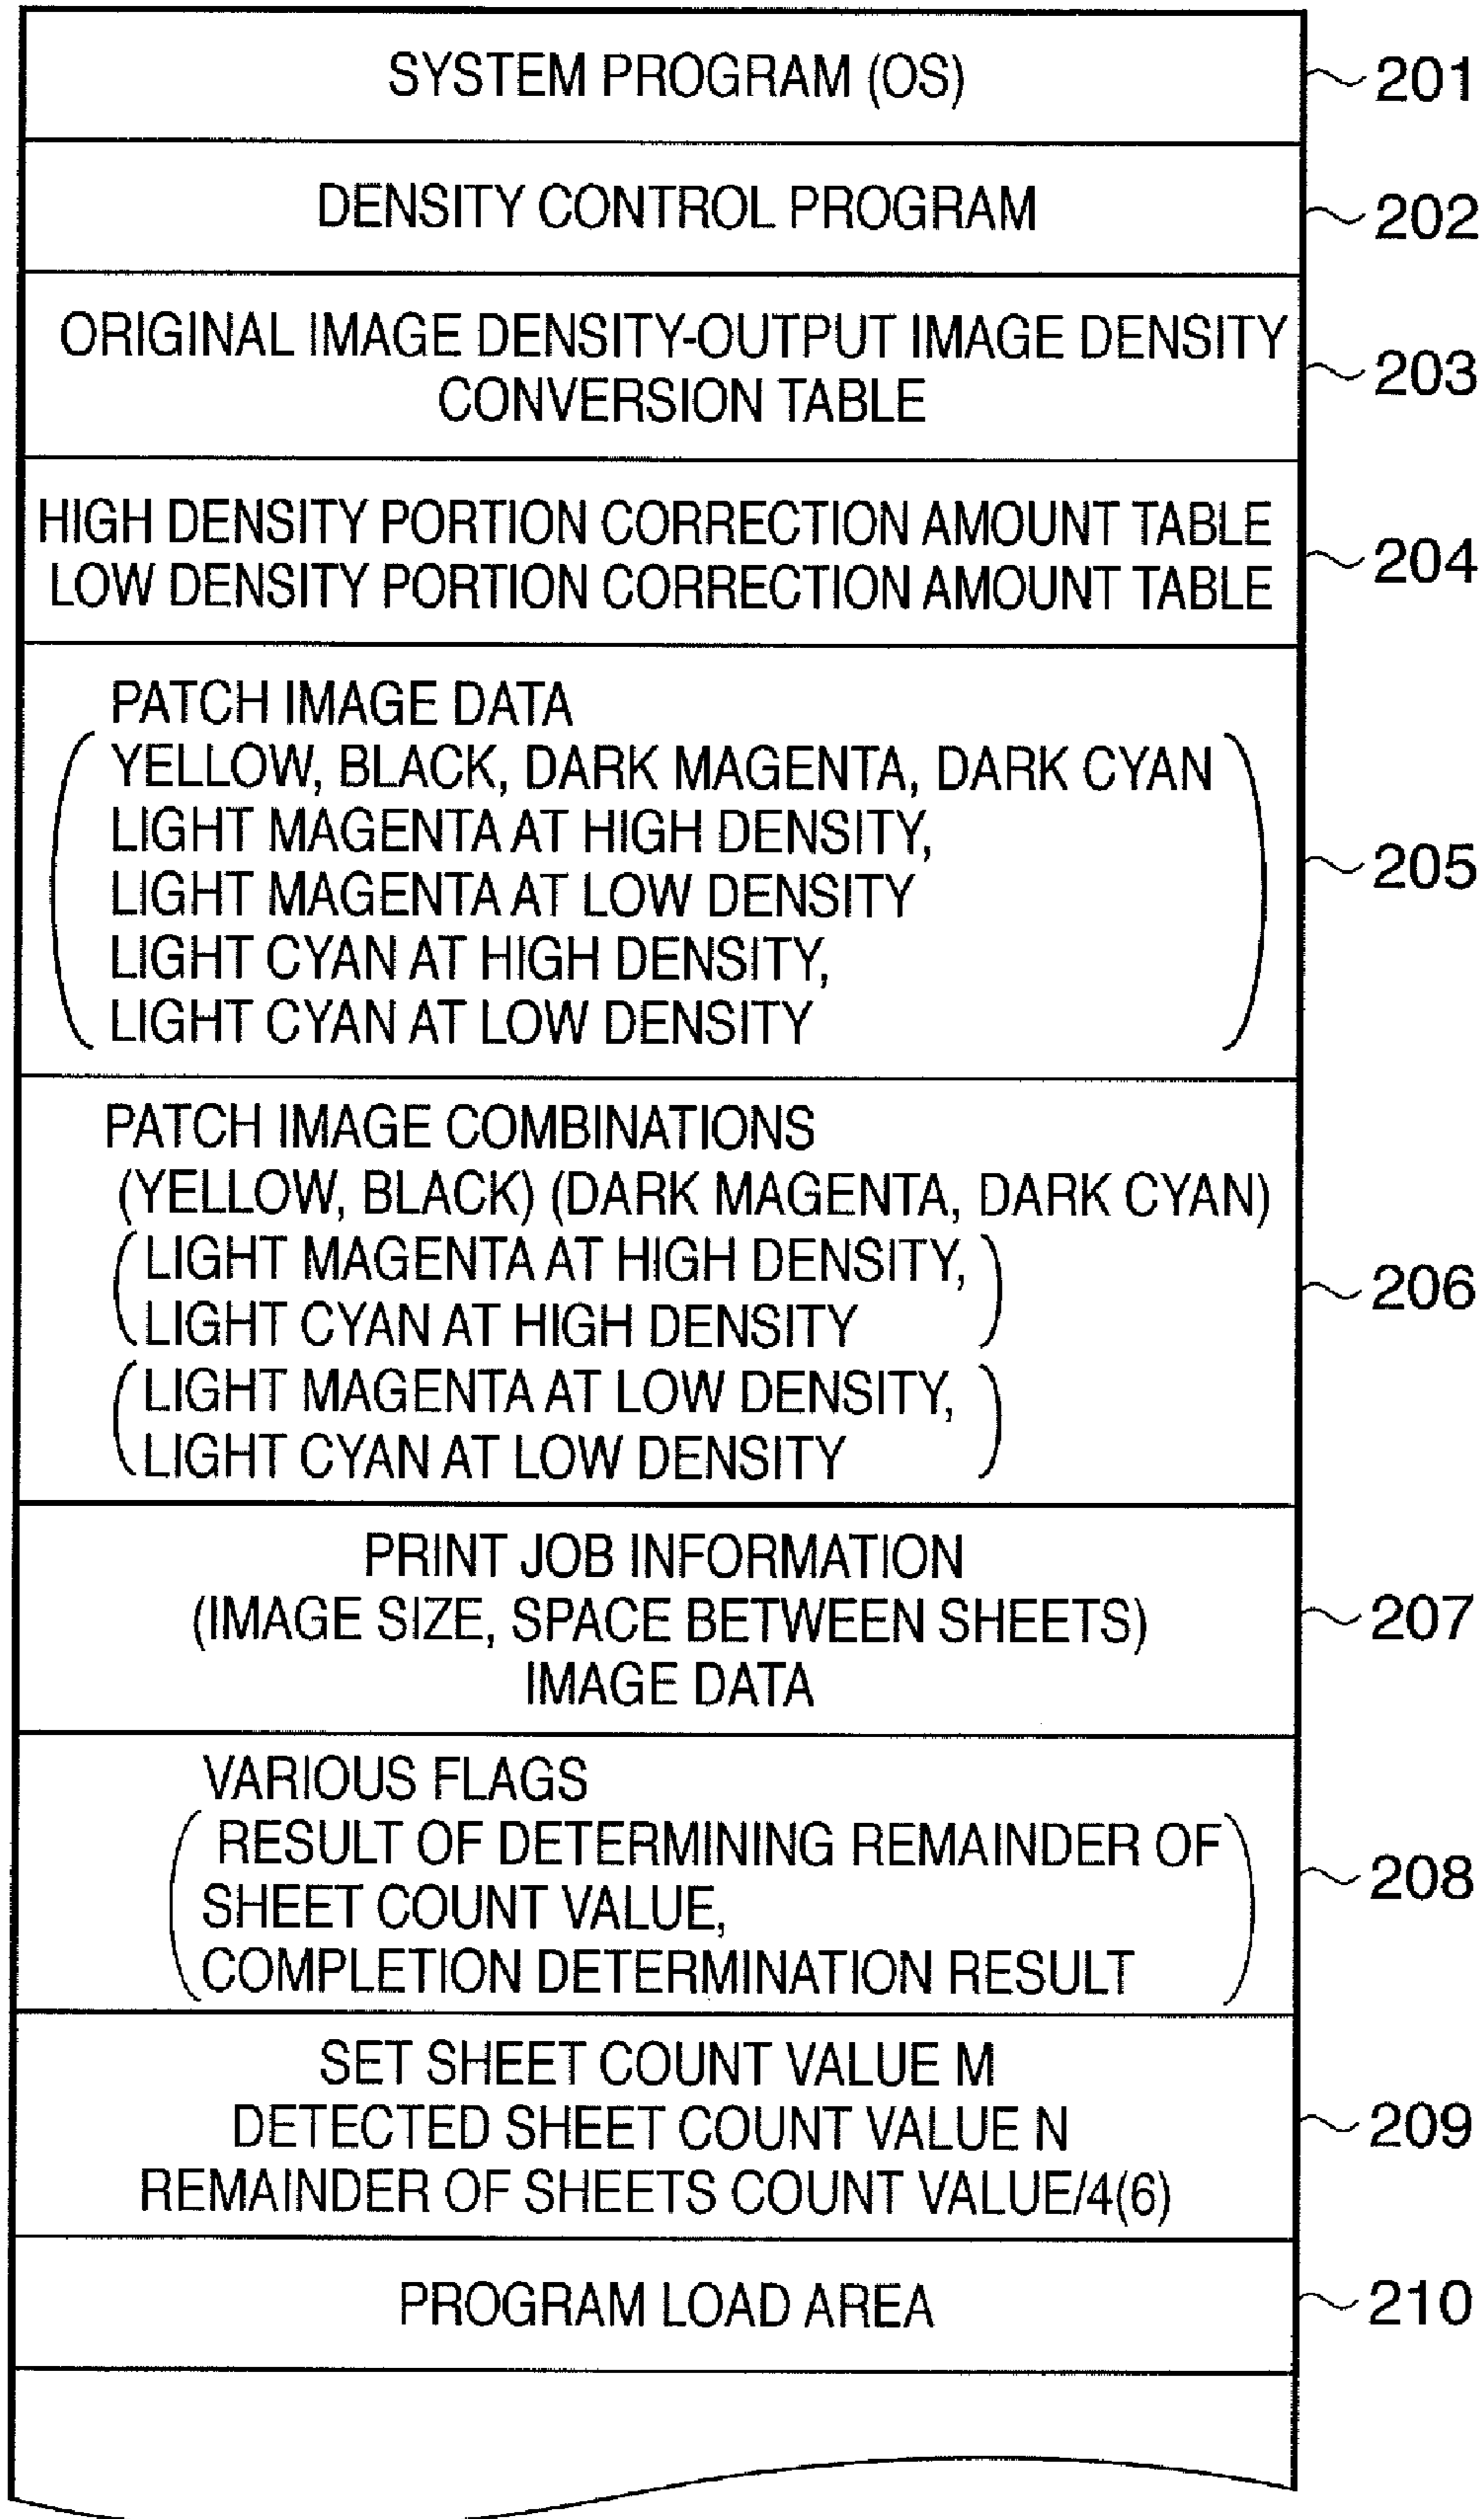 SYSTEM PROGRAM (OS)
201
DENSITY CONTROL PROGRAM
202
ORIGINAL IMAGE DENSITY-OUTPUT IMAGE DENSITY
CONVERSION TABLE
203
HIGH DENSITY PORTION CORRECTION AMOUNT TABLE
LOW DENSITY PORTION CORRECTION AMOUNT TABLE
204
PATCH IMAGE DATA
YELLOW, BLACK, DARK MAGENTA, DARK CYAN
LIGHT MAGENTA AT HIGH DENSITY,
LIGHT MAGENTA AT LOW DENSITY
LIGHT CYAN AT HIGH DENSITY,
LIGHT CYAN AT LOW DENSITY
205
PATCH IMAGE COMBINATIONS
(YELLOW, BLACK) (DARK MAGENTA, DARK CYAN)
(LIGHT MAGENTA AT HIGH DENSITY,
LIGHT CYAN AT HIGH DENSITY)
(LIGHT MAGENTA AT LOW DENSITY,
LIGHT CYAN AT LOW DENSITY)
206
PRINT JOB INFORMATION
(IMAGE SIZE, SPACE BETWEEN SHEETS)
IMAGE DATA
207
VARIOUS FLAGS
(RESULT OF DETERMINING REMAINDER OF
SHEET COUNT VALUE,
COMPLETION DETERMINATION RESULT)
208
SET SHEET COUNT VALUE M
DETECTED SHEET COUNT VALUE N
REMAINDER OF SHEETS COUNT VALUE/4(6)
209
PROGRAM LOAD AREA
210